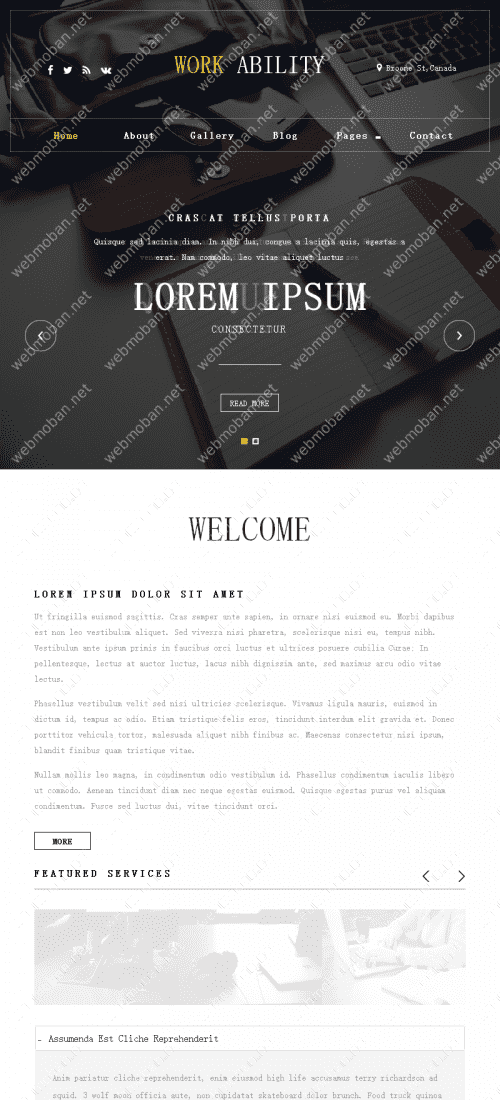 WORK ABILITY
Broome St,Canada
Home About Gallery Blog Pages Contact
CRAS AT TELLUS PORTA
Quisque sed lacinia diam. In nibh dui, congue a lacinia quis, egestas a
erat. Nam commodo, leo vitae aliquet luctus
LOREM IPSUM
CONSECTETUR
READ MORE
WELCOME
LOREM IPSUM DOLOR SIT AMET
Ut fringilla euismod sagittis. Cras semper ante sapien, in ornare nisi euismod eu. Morbi dapibus
est non leo vestibulum aliquet. Sed viverra nisi pharetra, scelerisque nisi eu, tempus nibh.
Vestibulum ante ipsum primis in faucibus orci luctus et ultrices posuere cubilia Curae; In
pellentesque, lectus at auctor luctus, lacus nibh dignissim ante, sed maximus arcu odio vitae
lectus.
Phasellus vestibulum velit sed nisi ultricies scelerisque. Vivamus ligula mauris, euismod in
dictum id, tempus ac odio. Etiam tristique felis eros, tincidunt interdum elit gravida et. Donec
porttitor vehicula tortor, malesuada aliquet nibh finibus ac. Maecenas consectetur nisi ipsum,
blandit finibus quam tristique vitae.
Nullam mollis leo magna, in condimentum odio vestibulum id. Phasellus condimentum iaculis libero
ut commodo. Aenean tincidunt diam nec neque egestas euismod. Quisque egestas purus vel aliquam
condimentum. Fusce sed luctus dui, vitae tincidunt orci.
MORE
FEATURED SERVICES
- Assumenda Est Cliche Reprehenderit
Anim pariatur cliche reprehenderit, enim eiusmod high life accusamus terry richardson ad
squid. 3 wolf moon officia aute, non cupidatat skateboard dolor brunch. Food truck quinoa
webmoban.net